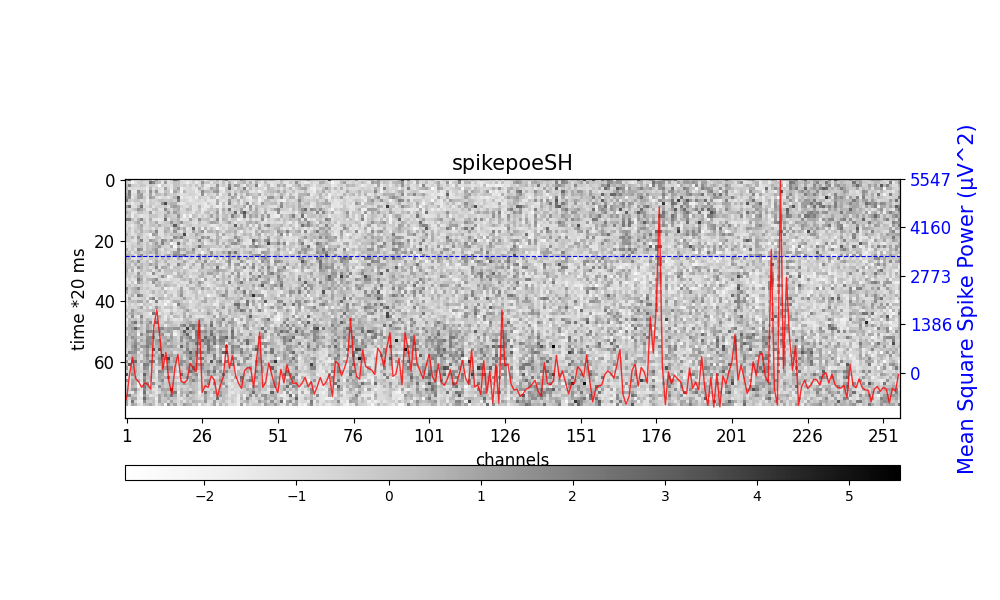 spikepoeSH
0
20
40
60
time *20 ms
5547
4160
2773
1386
0
Mean Square Spike Power (μV^2)
1 26 51 76 101 126 151 176 201 226 251
channels
−2 −1 0 1 2 3 4 5